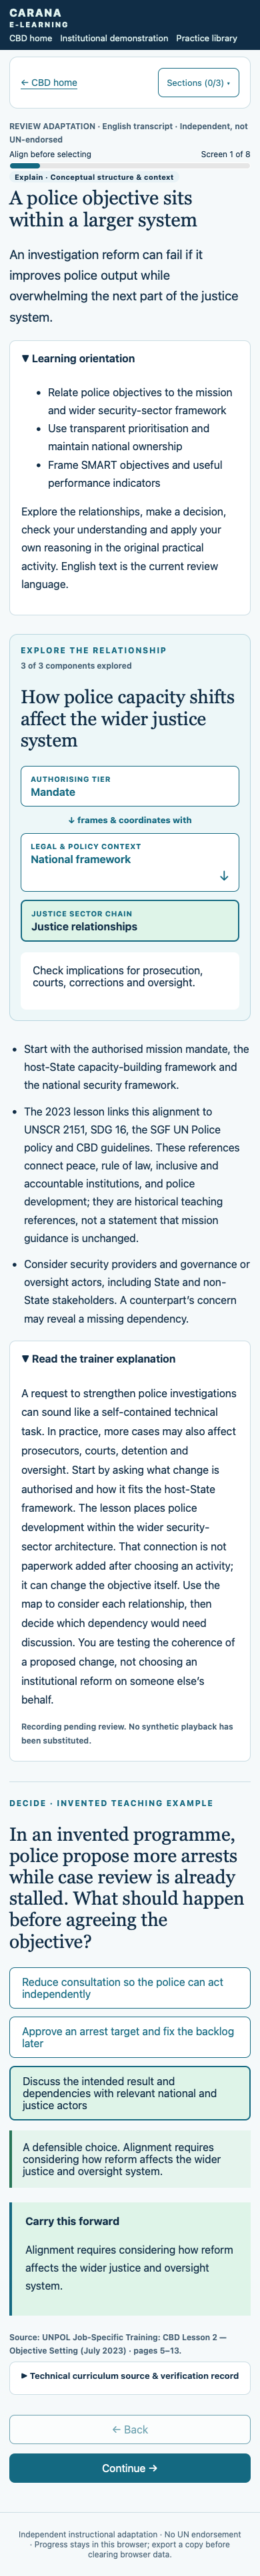 CARANA
E-LEARNING
CBD home Institutional demonstration Practice library
← CBD home
Sections (0/3) ▾
REVIEW ADAPTATION · English transcript · Independent, not
UN-endorsed
Align before selecting
Screen 1 of 8
Explain · Conceptual structure & context
A police objective sits
within a larger system
An investigation reform can fail if it
improves police output while
overwhelming the next part of the justice
system.
▼ Learning orientation
• Relate police objectives to the mission
and wider security-sector framework
• Use transparent prioritisation and
maintain national ownership
• Frame SMART objectives and useful
performance indicators
Explore the relationships, make a decision,
check your understanding and apply your
own reasoning in the original practical
activity. English text is the current review
language.
EXPLORE THE RELATIONSHIP
3 of 3 components explored
How police capacity shifts
affect the wider justice
system
AUTHORISING TIER
Mandate
↓ frames & coordinates with
LEGAL & POLICY CONTEXT
National framework
↓
JUSTICE SECTOR CHAIN
Justice relationships
Check implications for prosecution,
courts, corrections and oversight.
• Start with the authorised mission mandate, the
host-State capacity-building framework and
the national security framework.
• The 2023 lesson links this alignment to
UNSCR 2151, SDG 16, the SGF UN Police
policy and CBD guidelines. These references
connect peace, rule of law, inclusive and
accountable institutions, and police
development; they are historical teaching
references, not a statement that mission
guidance is unchanged.
• Consider security providers and governance or
oversight actors, including State and non-
State stakeholders. A counterpart's concern
may reveal a missing dependency.
▼ Read the trainer explanation
A request to strengthen police investigations
can sound like a self-contained technical
task. In practice, more cases may also affect
prosecutors, courts, detention and
oversight. Start by asking what change is
authorised and how it fits the host-State
framework. The lesson places police
development within the wider security-
sector architecture. That connection is not
paperwork added after choosing an activity;
it can change the objective itself. Use the
map to consider each relationship, then
decide which dependency would need
discussion. You are testing the coherence of
a proposed change, not choosing an
institutional reform on someone else's
behalf.
Recording pending review. No synthetic playback has
been substituted.
DECIDE · INVENTED TEACHING EXAMPLE
In an invented programme,
police propose more arrests
while case review is already
stalled. What should happen
before agreeing the
objective?
Reduce consultation so the police can act
independently
Approve an arrest target and fix the backlog
later
Discuss the intended result and
dependencies with relevant national and
justice actors
A defensible choice. Alignment requires
considering how reform affects the wider
justice and oversight system.
Carry this forward
Alignment requires considering how reform
affects the wider justice and oversight
system.
Source: UNPOL Job-Specific Training: CBD Lesson 2 —
Objective Setting (July 2023) · pages 5–13.
▶ Technical curriculum source & verification record
← Back
Continue →
Independent instructional adaptation · No UN endorsement
· Progress stays in this browser; export a copy before
clearing browser data.